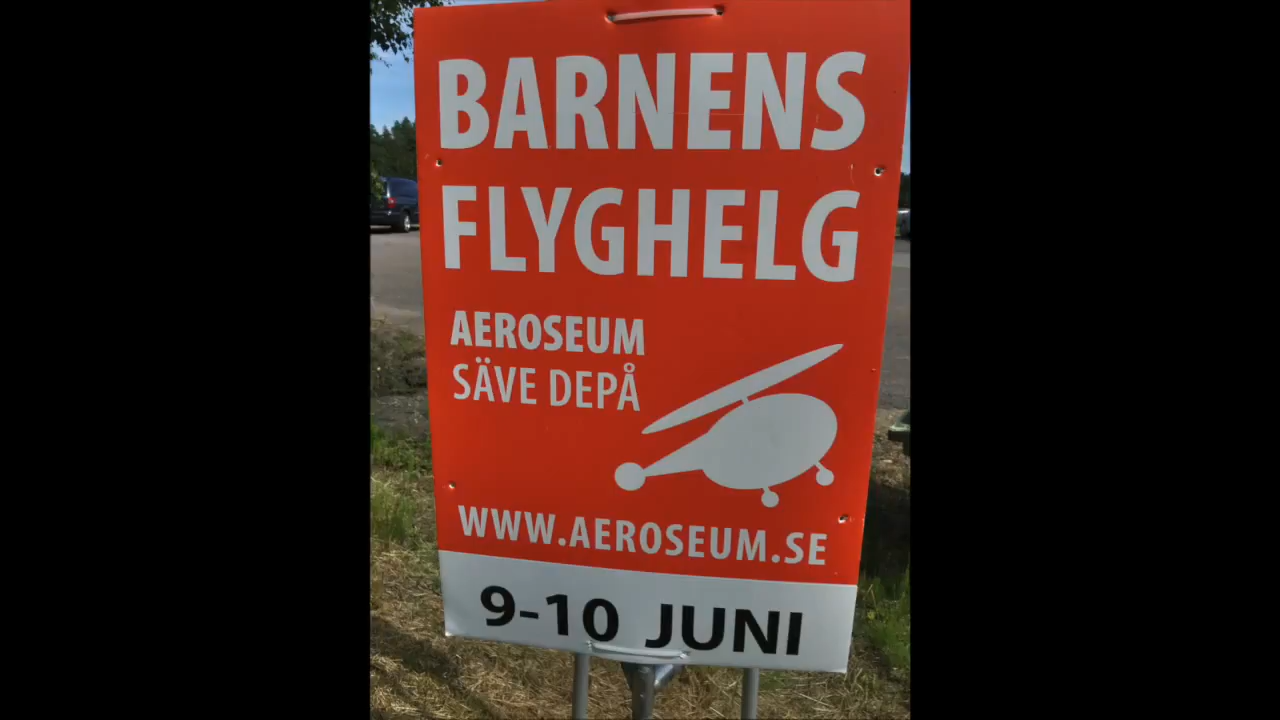 BARNENS
FLYGHELG
AEROSEUM
SÄVE DEPÅ
WWW.AEROSEUM.SE
9-10 JUNI